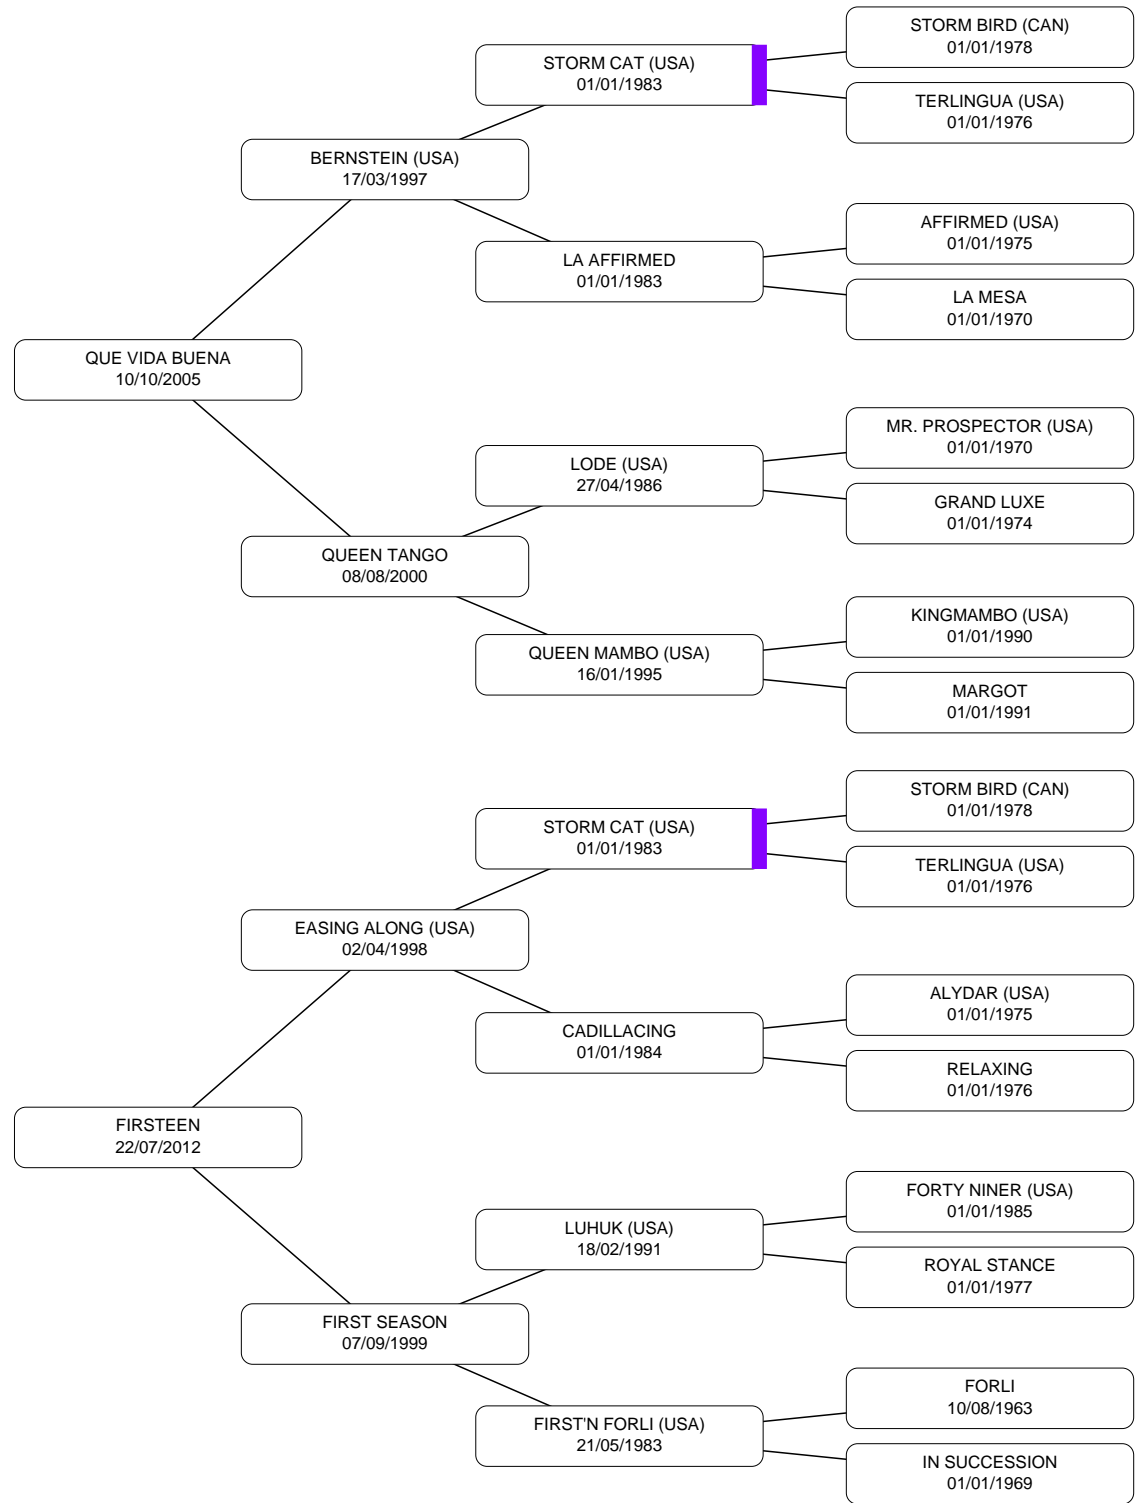 STORM BIRD (CAN)
01/01/1978
STORM CAT (USA)
01/01/1983
TERLINGUA (USA)
01/01/1976
BERNSTEIN (USA)
17/03/1997
AFFIRMED (USA)
01/01/1975
LA AFFIRMED
01/01/1983
LA MESA
01/01/1970
QUE VIDA BUENA
10/10/2005
MR. PROSPECTOR (USA)
01/01/1970
LODE (USA)
27/04/1986
GRAND LUXE
01/01/1974
QUEEN TANGO
08/08/2000
KINGMAMBO (USA)
01/01/1990
QUEEN MAMBO (USA)
16/01/1995
MARGOT
01/01/1991
STORM BIRD (CAN)
01/01/1978
STORM CAT (USA)
01/01/1983
TERLINGUA (USA)
01/01/1976
EASING ALONG (USA)
02/04/1998
ALYDAR (USA)
01/01/1975
CADILLACING
01/01/1984
RELAXING
01/01/1976
FIRSTEEN
22/07/2012
FORTY NINER (USA)
01/01/1985
LUHUK (USA)
18/02/1991
ROYAL STANCE
01/01/1977
FIRST SEASON
07/09/1999
FORLI
10/08/1963
FIRST'N FORLI (USA)
21/05/1983
IN SUCCESSION
01/01/1969